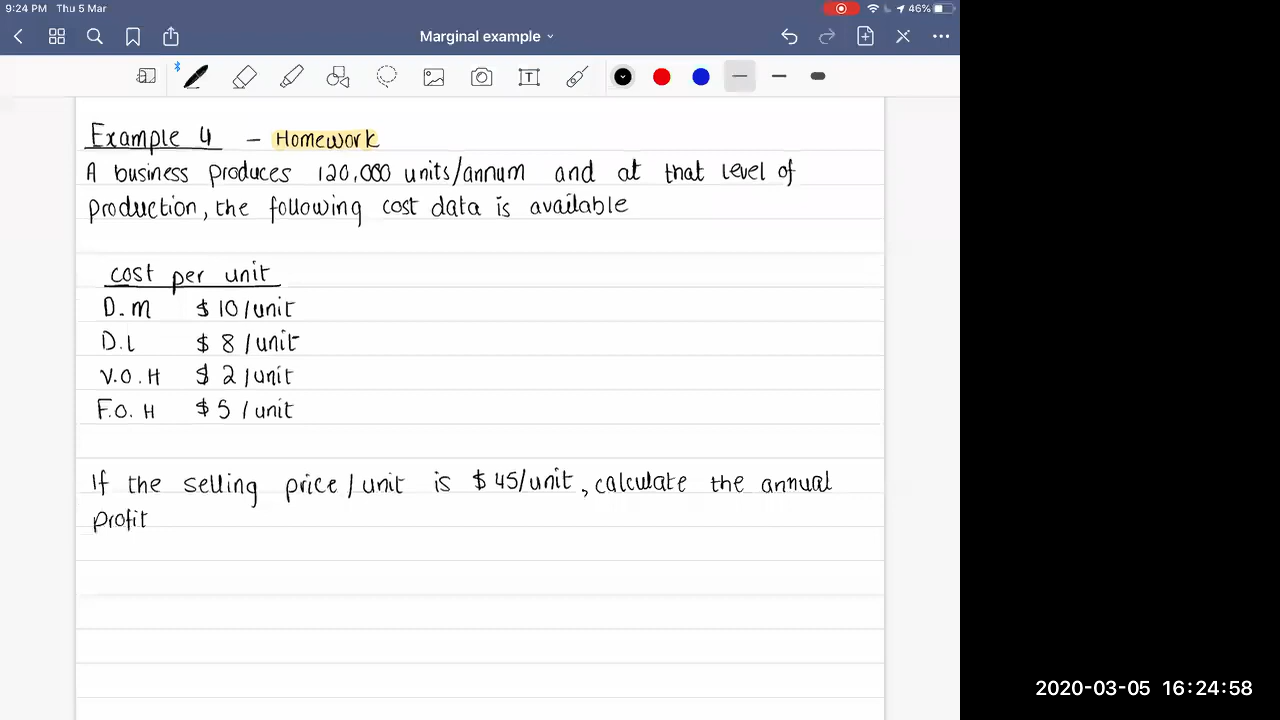 9:24 PM Thu 5 Mar
46%
Marginal example
Example 4 - Homework
A business produces 120,000 units/annum and at that level of
production, the following cost data is available
cost per unit
D.M $ 10/unit
D.L $ 8/unit
V.O.H $ 2/unit
F.O.H $ 5/unit
If the selling price/unit is $ 45/unit, calculate the annual
profit
2020-03-05 16:24:58